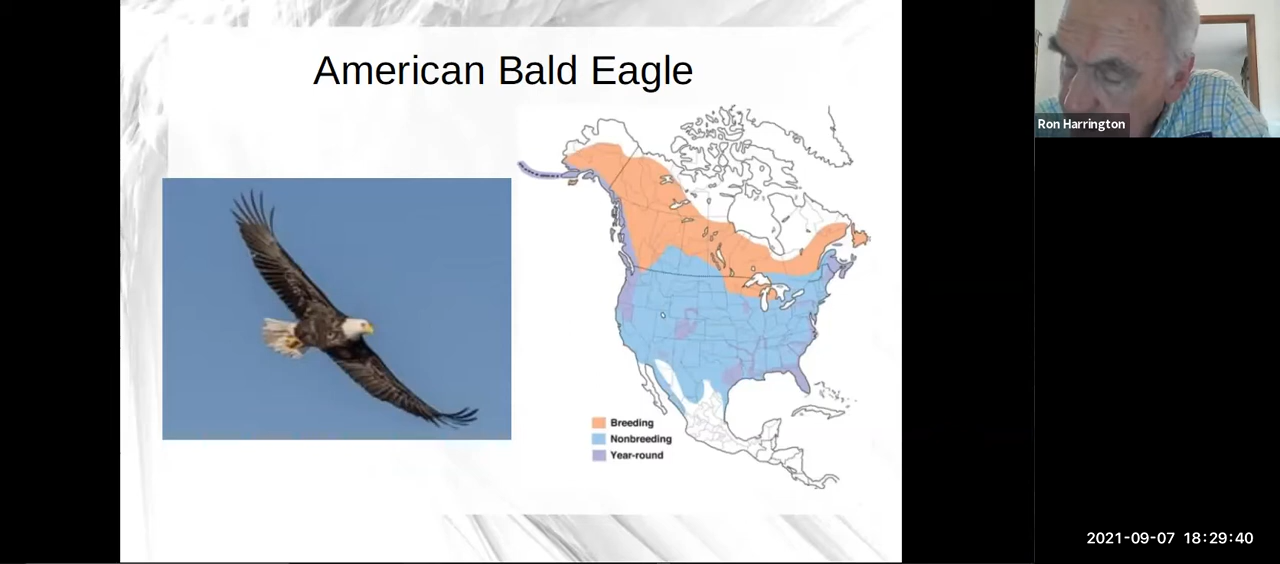 American Bald Eagle
Ron Harrington
Breeding
Nonbreeding
Year-round
2021-09-07 18:29:40